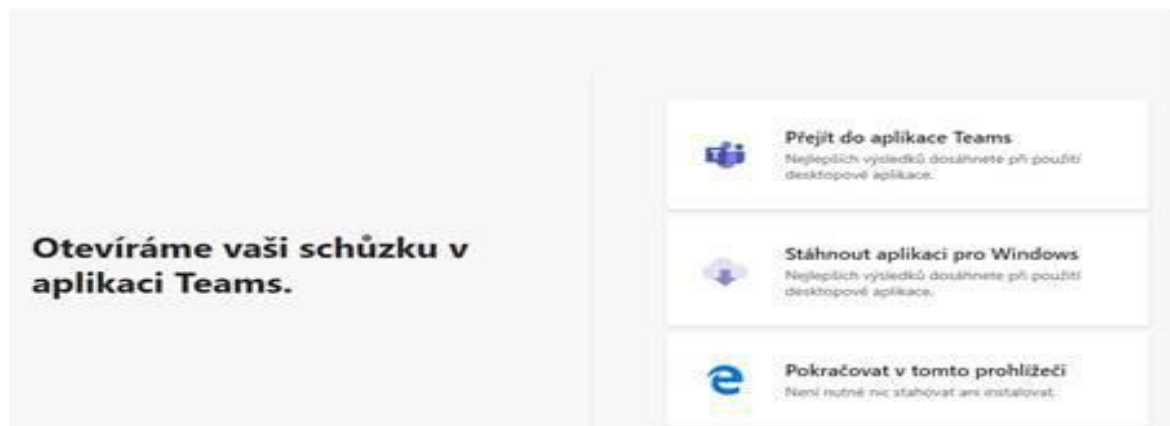 Otevíráme vaši schůzku v
aplikaci Teams.
Přejít do aplikace Teams
Nejlepších výsledků dosáhnete při použití
desktopové aplikace.
Stáhnout aplikaci pro Windows
Nejlepších výsledků dosáhnete při použití
desktopové aplikace.
Pokračovat v tomto prohlížeči
Není nutné nic stahovat ani instalovat.